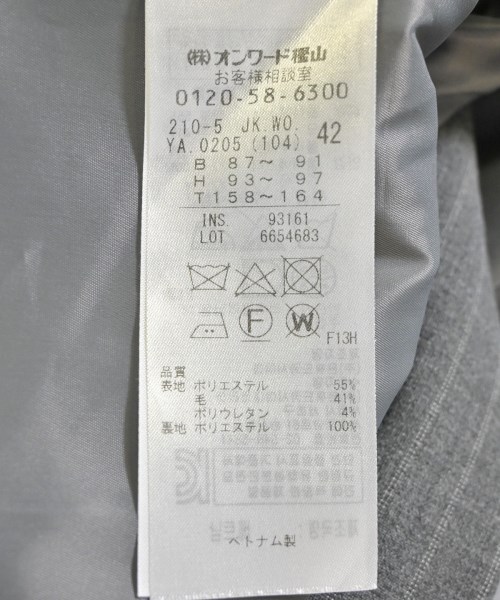 (株)オンワード樫山
お客様相談室
0120-58-6300
210-5 JK.WO. 42
YA.0205 (104)
B 87～ 91
H 93～ 97
T158～164
INS. 93161
LOT 6654683
F
W
F13H
品質
表地 ポリエステル 55%
毛 41%
ポリウレタン 4%
裏地 ポリエステル 100%
ベトナム製